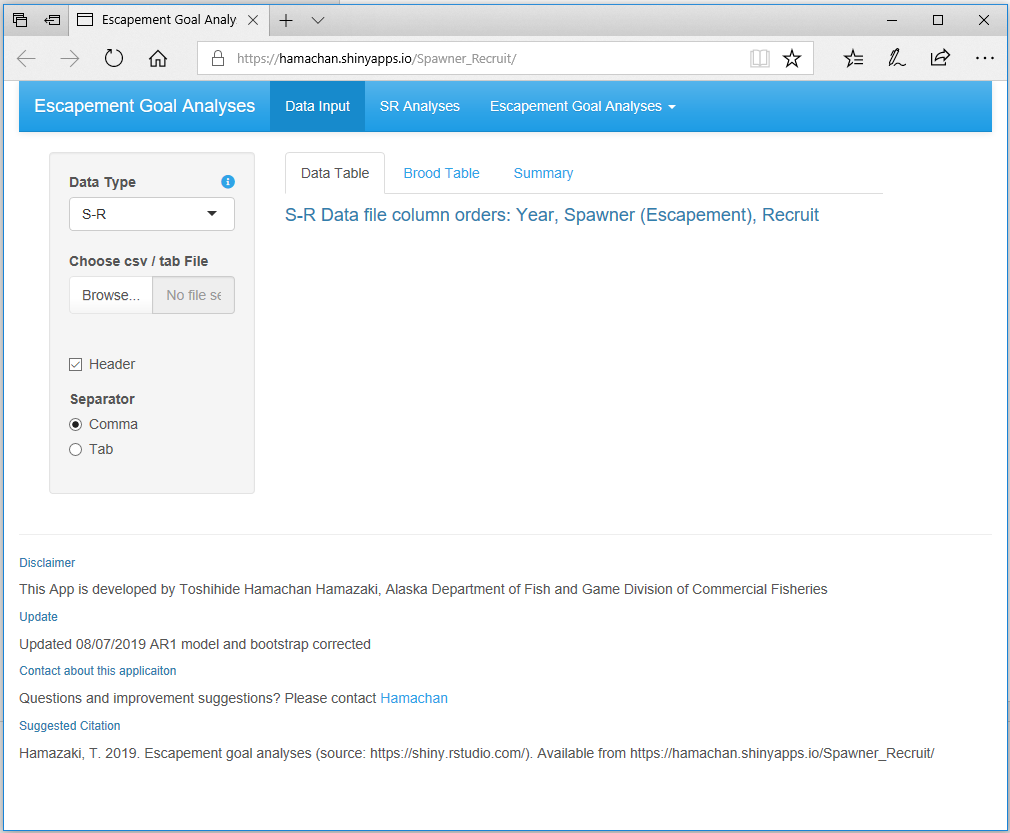 Escapement Goal Analy
https://hamachan.shinyapps.io/Spawner_Recruit/
Escapement Goal Analyses
Data Input
SR Analyses
Escapement Goal Analyses
Data Type
S-R
Choose csv / tab File
Browse...
No file se
Header
Separator
Comma
Tab
Data Table
Brood Table
Summary
S-R Data file column orders: Year, Spawner (Escapement), Recruit
Disclaimer
This App is developed by Toshihide Hamachan Hamazaki, Alaska Department of Fish and Game Division of Commercial Fisheries
Update
Updated 08/07/2019 AR1 model and bootstrap corrected
Contact about this applicaiton
Questions and improvement suggestions? Please contact Hamachan
Suggested Citation
Hamazaki, T. 2019. Escapement goal analyses (source: https://shiny.rstudio.com/). Available from https://hamachan.shinyapps.io/Spawner_Recruit/